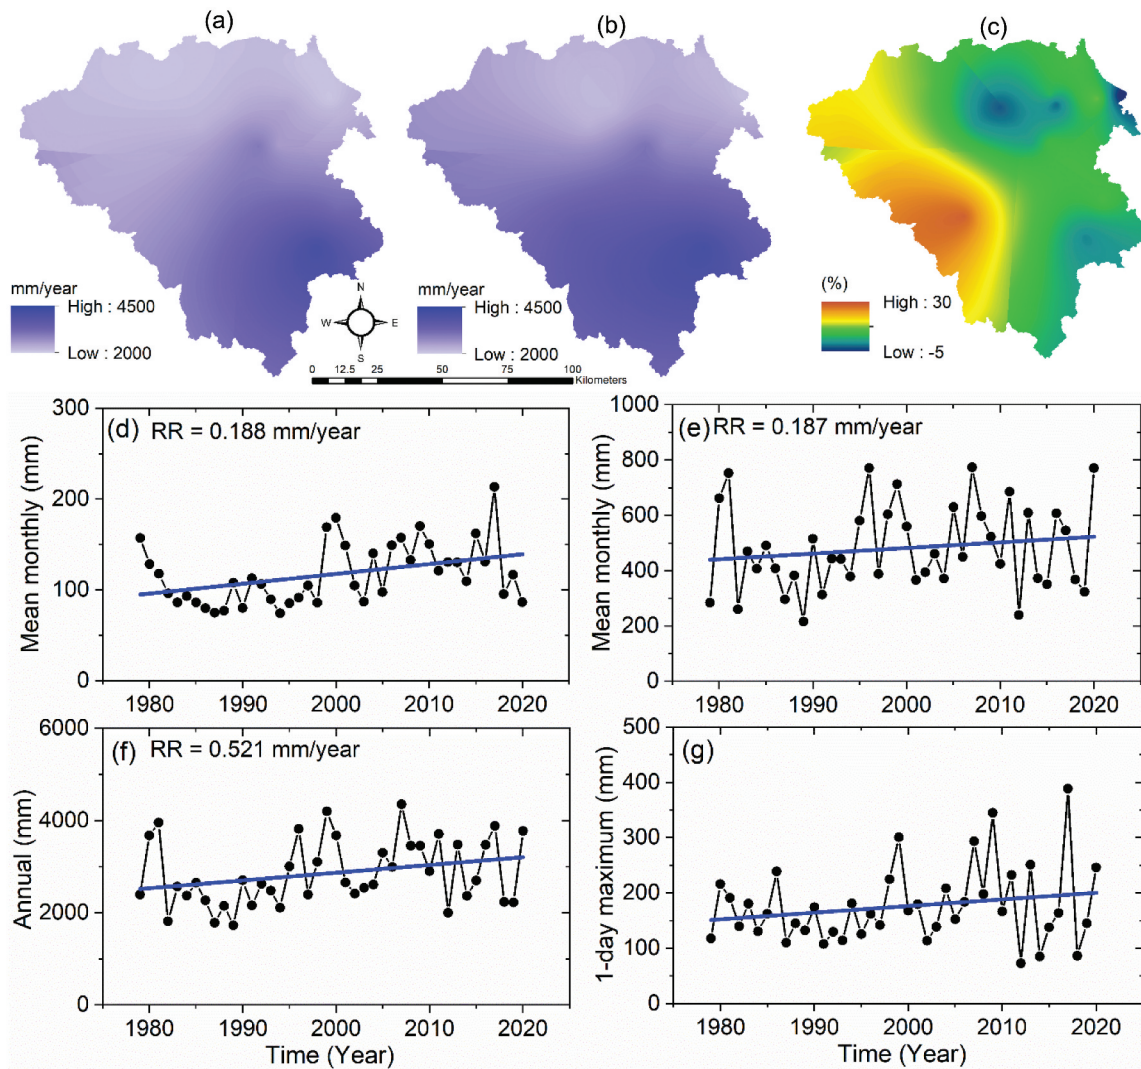 (a)
(b)
(c)
mm/year
High : 4500
Low : 2000
N
W E
S
0 12.5 25 50 75 100
Kilometers
mm/year
High : 4500
Low : 2000
(%)
High : 30
Low : -5
(d) RR = 0.188 mm/year
Mean monthly (mm)
300
200
100
0
1980 1990 2000 2010 2020
(e) RR = 0.187 mm/year
Mean monthly (mm)
1000
800
600
400
200
0
1980 1990 2000 2010 2020
(f) RR = 0.521 mm/year
Annual (mm)
6000
4000
2000
0
1980 1990 2000 2010 2020
Time (Year)
(g)
1-day maximum (mm)
500
400
300
200
100
0
1980 1990 2000 2010 2020
Time (Year)